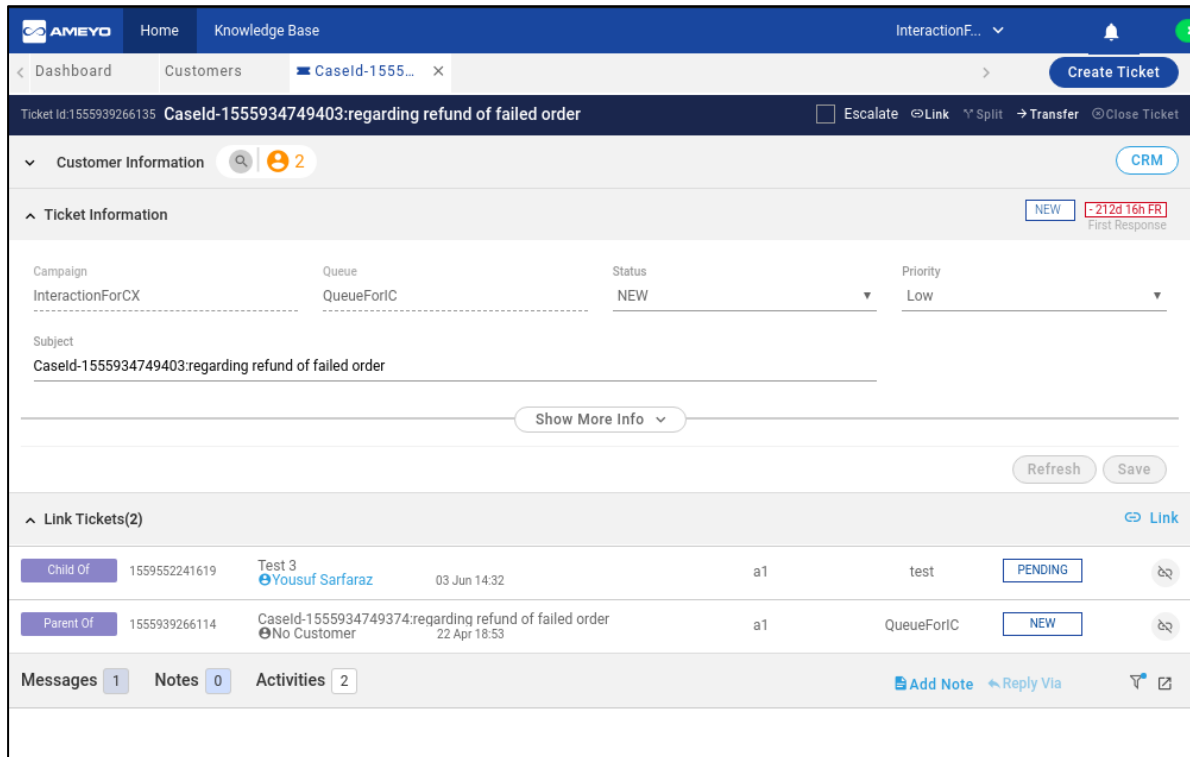 AMEYO Home Knowledge Base InteractionF...
Dashboard Customers CaseId-1555... Create Ticket
Ticket Id:1555939266135 CaseId-1555934749403:regarding refund of failed order Escalate Link Split Transfer Close Ticket
Customer Information 2 CRM
Ticket Information NEW - 212d 16h FR
First Response
Campaign Queue Status Priority
InteractionForCX QueueForIC NEW Low
Subject
CaseId-1555934749403:regarding refund of failed order
Show More Info
Refresh Save
Link Tickets(2) Link
Child Of 1559552241619 Test 3 a1 test PENDING
Yousuf Sarfaraz 03 Jun 14:32
Parent Of 1555939266114 CaseId-1555934749374:regarding refund of failed order a1 QueueForIC NEW
No Customer 22 Apr 18:53
Messages 1 Notes 0 Activities 2 Add Note Reply Via